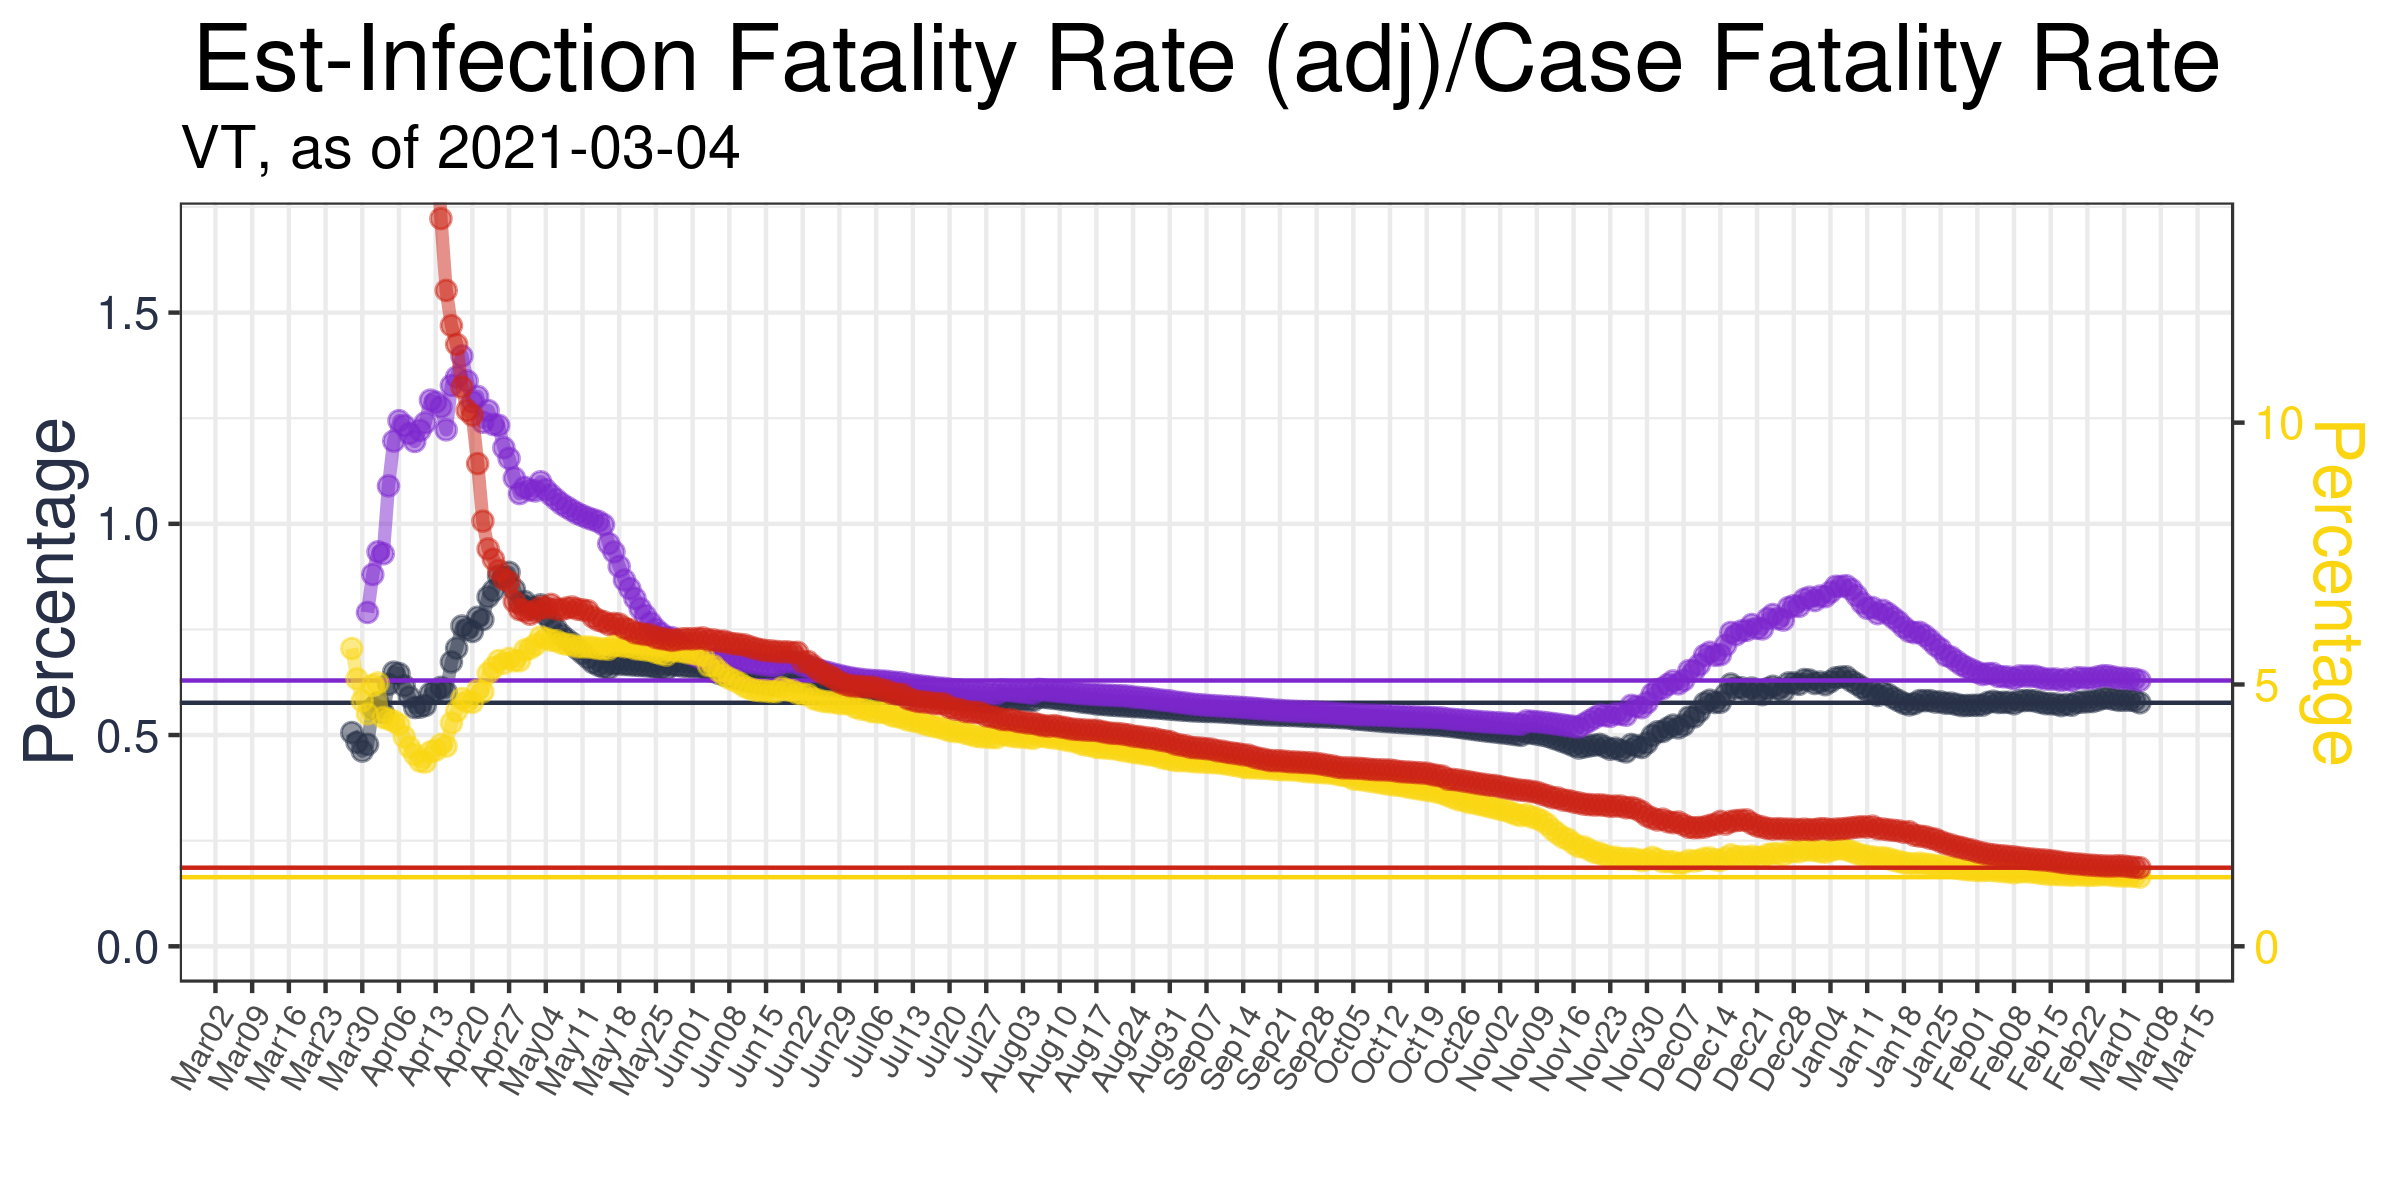 Est-Infection Fatality Rate (adj)/Case Fatality Rate
VT, as of 2021-03-04
Percentage
1.5
1.0
0.5
0.0
10
5
0
Percentage
Mar02
Mar09
Mar16
Mar23
Mar30
Apr06
Apr13
Apr20
Apr27
May04
May11
May18
May25
Jun01
Jun08
Jun15
Jun22
Jun29
Jul06
Jul13
Jul20
Jul27
Aug03
Aug10
Aug17
Aug24
Aug31
Sep07
Sep14
Sep21
Sep28
Oct05
Oct12
Oct19
Oct26
Nov02
Nov09
Nov16
Nov23
Nov30
Dec07
Dec14
Dec21
Dec28
Jan04
Jan11
Jan18
Jan25
Feb01
Feb08
Feb15
Feb22
Mar01
Mar08
Mar15